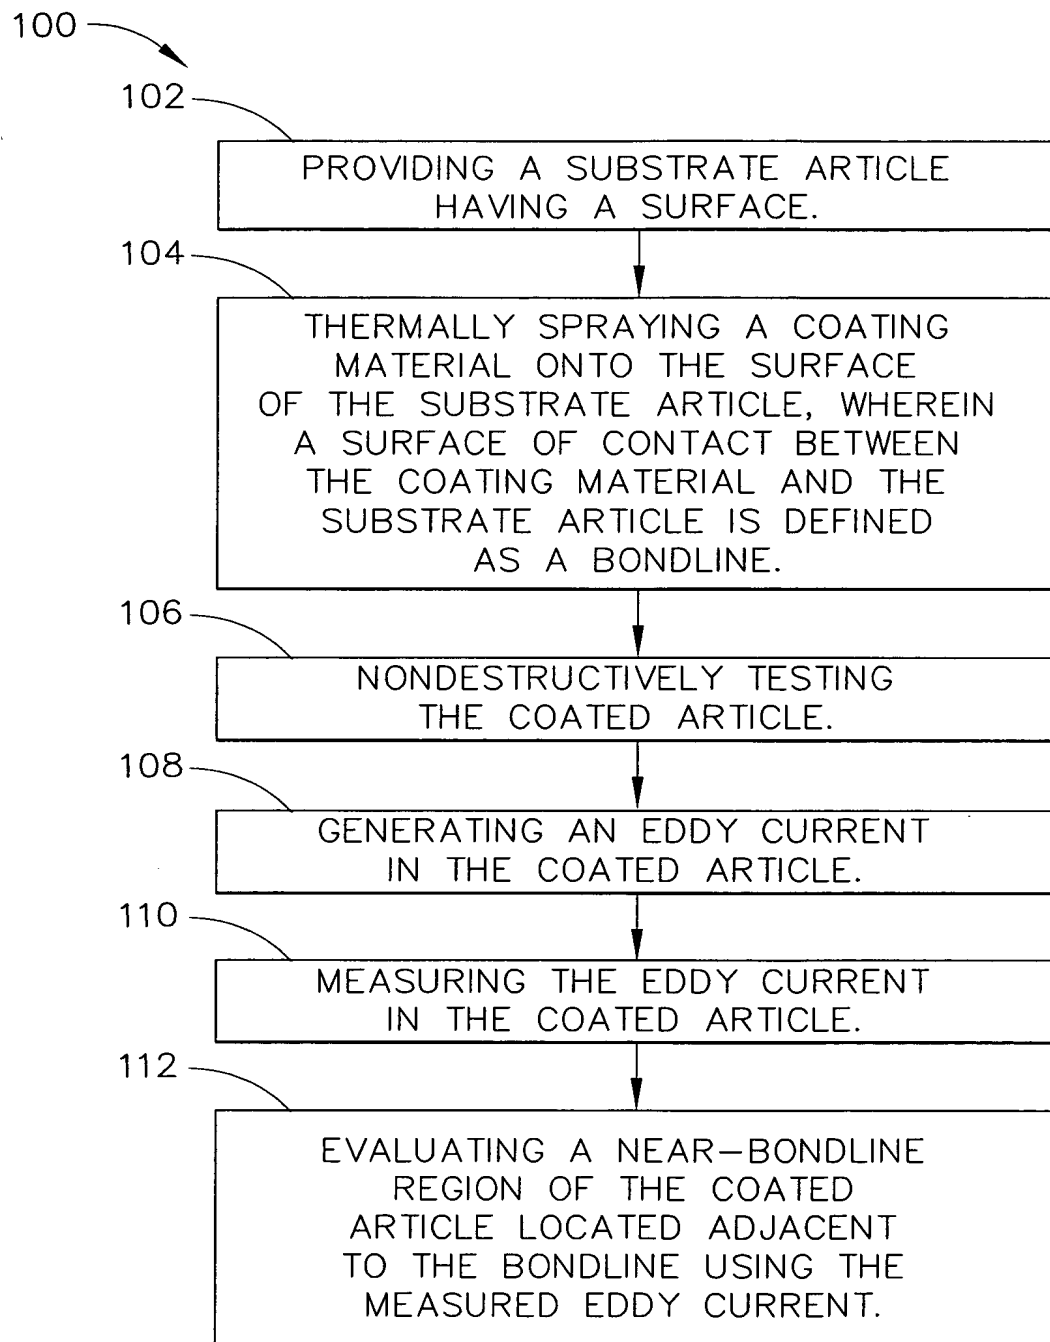 100
102
PROVIDING A SUBSTRATE ARTICLE
HAVING A SURFACE.
104
THERMALLY SPRAYING A COATING
MATERIAL ONTO THE SURFACE
OF THE SUBSTRATE ARTICLE, WHEREIN
A SURFACE OF CONTACT BETWEEN
THE COATING MATERIAL AND THE
SUBSTRATE ARTICLE IS DEFINED
AS A BONDLINE.
106
NONDESTRUCTIVELY TESTING
THE COATED ARTICLE.
108
GENERATING AN EDDY CURRENT
IN THE COATED ARTICLE.
110
MEASURING THE EDDY CURRENT
IN THE COATED ARTICLE.
112
EVALUATING A NEAR–BONDLINE
REGION OF THE COATED
ARTICLE LOCATED ADJACENT
TO THE BONDLINE USING THE
MEASURED EDDY CURRENT.